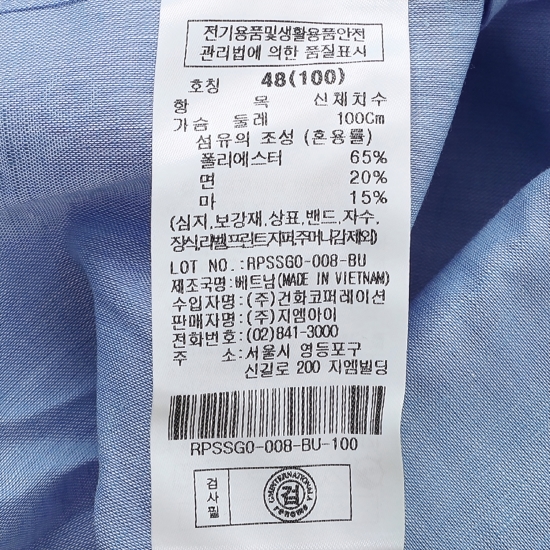 전기용품및생활용품안전
관리법에 의한 품질표시
호칭 48(100)
항 목 신체치수
가슴 둘레 100Cm
섬유의 조성 (혼용률)
폴리에스터 65%
면 20%
마 15%
(심지,보강재,상표,밴드,자수,
장식,라벨,프린트,지퍼,주머니감제외)
LOT NO.:RPSSG0-008-BU
제조국명:베트남(MADE IN VIETNAM)
수입자명:(주)건화코퍼레이션
판매자명:(주)지엠아이
전화번호:(02)841-3000
주 소:서울시 영등포구
신길로 200 지엠빌딩
RPSSG0-008-BU-100
검사필
검
renoma